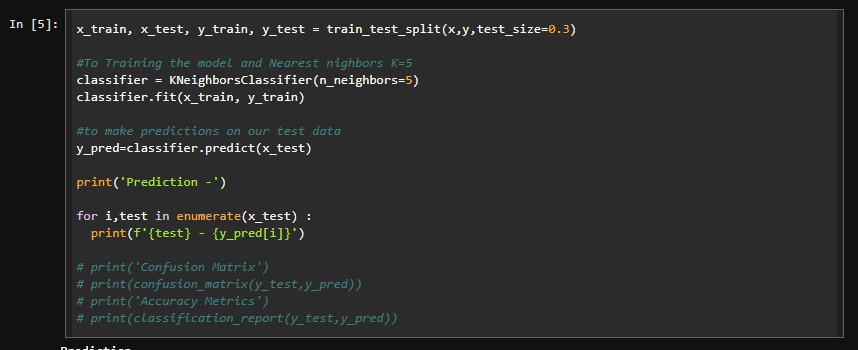 In [5]:
x_train, x_test, y_train, y_test = train_test_split(x,y,test_size=0.3)
#To Training the model and Nearest nighbors K=5
classifier = KNeighborsClassifier(n_neighbors=5)
classifier.fit(x_train, y_train)
#to make predictions on our test data
y_pred=classifier.predict(x_test)
print('Prediction -')
for i,test in enumerate(x_test) :
  print(f'{test} - {y_pred[i]}')
# print('Confusion Matrix')
# print(confusion_matrix(y_test,y_pred))
# print('Accuracy Metrics')
# print(classification_report(y_test,y_pred))
Prediction